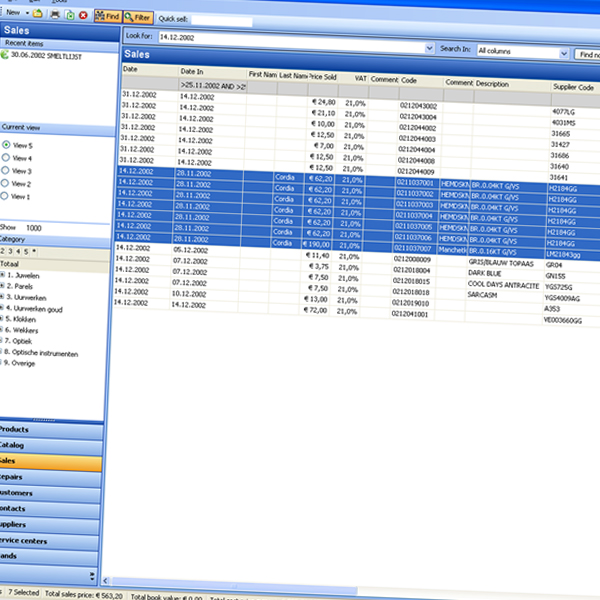 New Find Filter Quick sell:
Sales
Recent items
30.06.2002 SMELTLIJST
Current view
View 5
View 4
View 3
View 2
View 1
Show 1000
Category
2 3 4 5 *
Totaal
1. Juwelen
2. Parels
3. Uurwerken
4. Uurwerken goud
5. Klokken
6. Wekkers
7. Optiek
8. Optische instrumenten
9. Overige
Products
Catalog
Sales
Repairs
Customers
Contacts
Suppliers
Service centers
Brands
Look for: 14.12.2002 Search In: All columns Find no
Sales
Date Date In First Nam Last Nam Price Sold VAT Comment Code Comment Description Supplier Code
>25.11.2002 AND >2
31.12.2002 14.12.2002 € 24,80 21,0% 0212043002 4077LG
31.12.2002 14.12.2002 € 21,10 21,0% 0212043004 4031MS
31.12.2002 14.12.2002 € 10,00 21,0% 0212044002 31665
31.12.2002 14.12.2002 € 12,50 21,0% 0212044003 31427
31.12.2002 14.12.2002 € 7,00 21,0% 0212044004 31686
31.12.2002 14.12.2002 € 12,50 21,0% 0212044008 31640
31.12.2002 14.12.2002 € 12,50 21,0% 0212044009 31641
14.12.2002 28.11.2002 Cordia € 62,20 21,0% 0211037001 HEMDSKN BR.0.04KT G/VS H2184GG
14.12.2002 28.11.2002 Cordia € 62,20 21,0% 0211037002 HEMDSKN BR.0.04KT G/VS H2184GG
14.12.2002 28.11.2002 Cordia € 62,20 21,0% 0211037003 HEMDSKN BR.0.04KT G/VS H2184GG
14.12.2002 28.11.2002 Cordia € 62,20 21,0% 0211037004 HEMDSKN BR.0.04KT G/VS H2184GG
14.12.2002 28.11.2002 Cordia € 62,20 21,0% 0211037005 HEMDSKN BR.0.04KT G/VS H2184GG
14.12.2002 28.11.2002 Cordia € 62,20 21,0% 0211037006 HEMDSKN BR.0.04KT G/VS H2184GG
14.12.2002 28.11.2002 Cordia € 190,00 21,0% 0211037007 Manchet BR.0.16KT G/VS LM21843gg
14.12.2002 05.12.2002 € 11,40 21,0% 0212008009 GRIS/BLAUW TOPAAS GR04
14.12.2002 07.12.2002 € 3,75 21,0% 0212018004 DARK BLUE GN155
14.12.2002 07.12.2002 € 7,50 21,0% 0212018015 COOL DAYS ANTRACITE YGS725G
14.12.2002 07.12.2002 € 7,50 21,0% 0212018018 SARCASM YGS4009AG
14.12.2002 10.12.2002 € 13,00 21,0% 0212019010 A353
14.12.2002 14.12.2002 € 72,00 21,0% 0212041001 VE003660GG
7 Selected Total sales price: € 563,20 Total book value: € 0,00